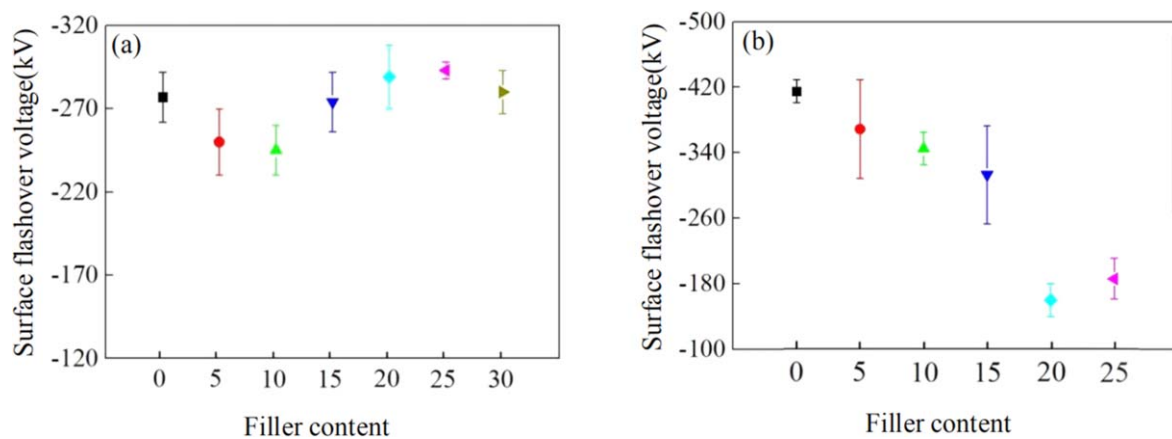 (a)
Surface flashover voltage(kV)
-320
-270
-220
-170
-120
0 5 10 15 20 25 30
Filler content
(b)
Surface flashover voltage(kV)
-500
-420
-340
-260
-180
-100
0 5 10 15 20 25
Filler content